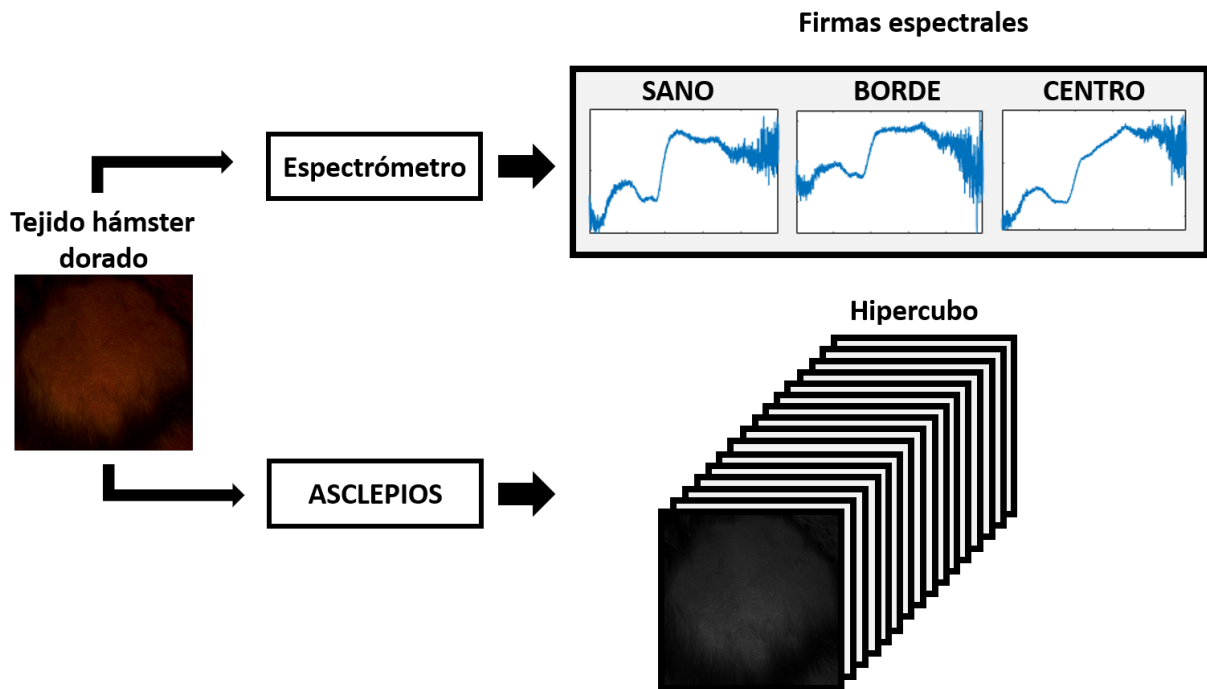 Firmas espectrales
SANO
BORDE
CENTRO
Espectrómetro
Tejido hámster
dorado
Hipercubo
ASCLEPIOS